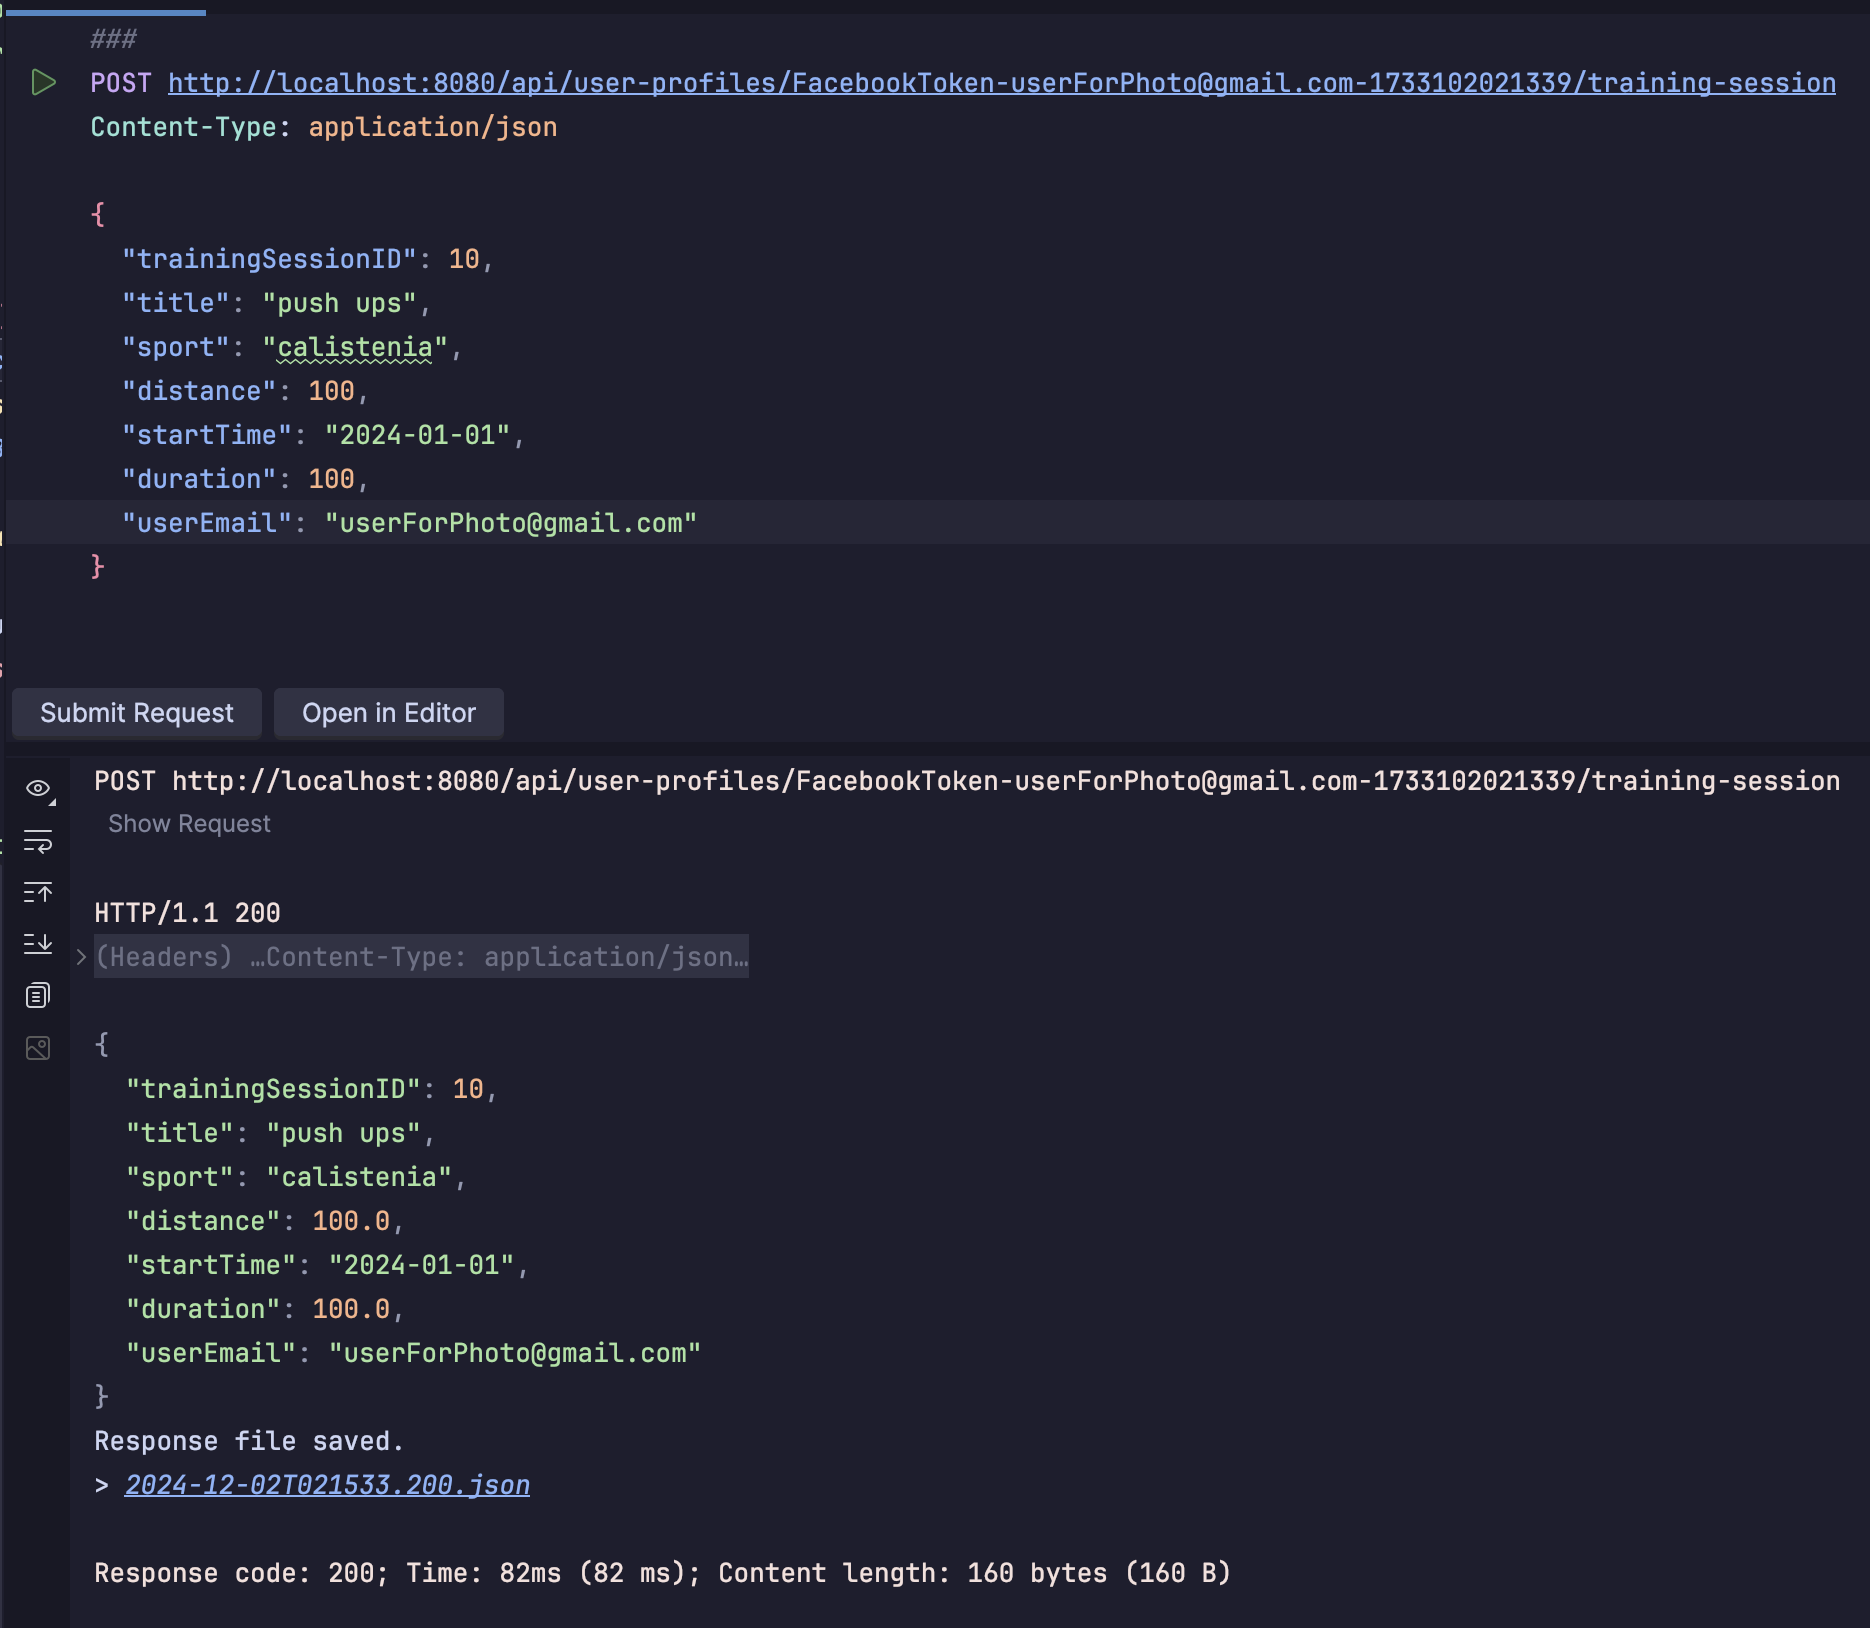 ###
POST http://localhost:8080/api/user-profiles/FacebookToken-userForPhoto@gmail.com-1733102021339/training-session
Content-Type: application/json
{
"trainingSessionID": 10,
"title": "push ups",
"sport": "calistenia",
"distance": 100,
"startTime": "2024-01-01",
"duration": 100,
"userEmail": "userForPhoto@gmail.com"
}
Submit Request Open in Editor
POST http://localhost:8080/api/user-profiles/FacebookToken-userForPhoto@gmail.com-1733102021339/training-session
Show Request
HTTP/1.1 200
(Headers) …Content-Type: application/json…
{
"trainingSessionID": 10,
"title": "push ups",
"sport": "calistenia",
"distance": 100.0,
"startTime": "2024-01-01",
"duration": 100.0,
"userEmail": "userForPhoto@gmail.com"
}
Response file saved.
> 2024-12-02T021533.200.json
Response code: 200; Time: 82ms (82 ms); Content length: 160 bytes (160 B)